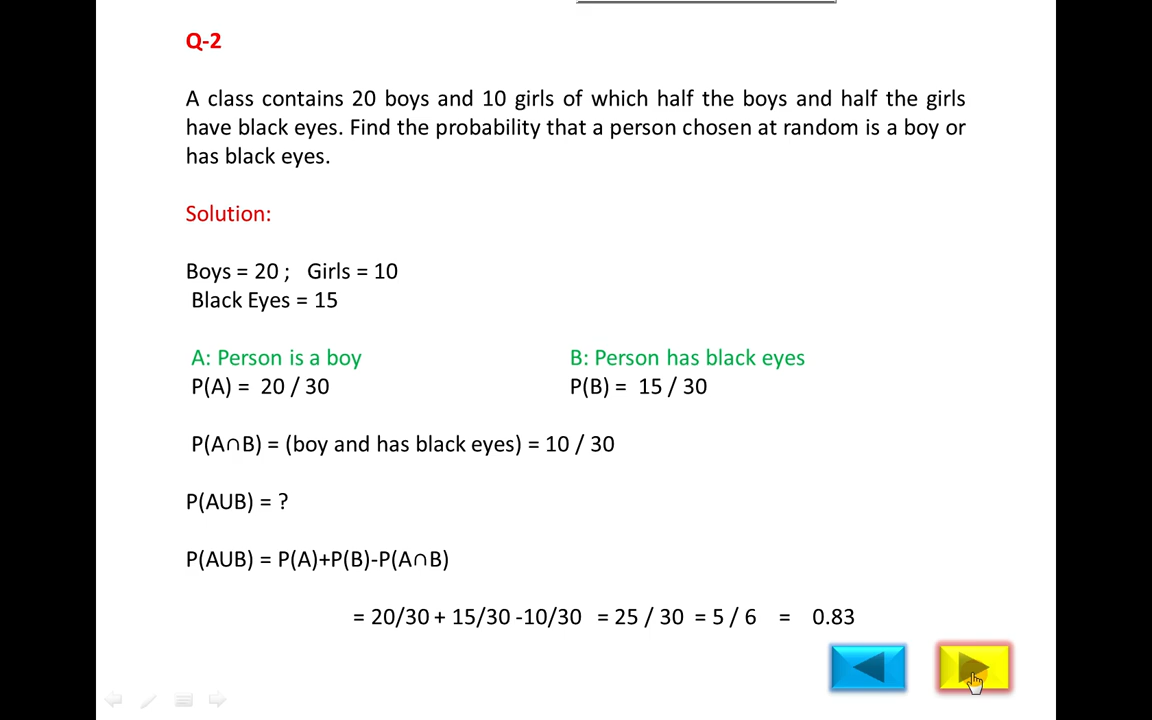 Q-2
A class contains 20 boys and 10 girls of which half the boys and half the girls
have black eyes. Find the probability that a person chosen at random is a boy or
has black eyes.
Solution:
Boys = 20 ; Girls = 10
Black Eyes = 15
A: Person is a boy B: Person has black eyes
P(A) = 20 / 30 P(B) = 15 / 30
P(A∩B) = (boy and has black eyes) = 10 / 30
P(AUB) = ?
P(AUB) = P(A)+P(B)-P(A∩B)
= 20/30 + 15/30 -10/30 = 25 / 30 = 5 / 6 = 0.83